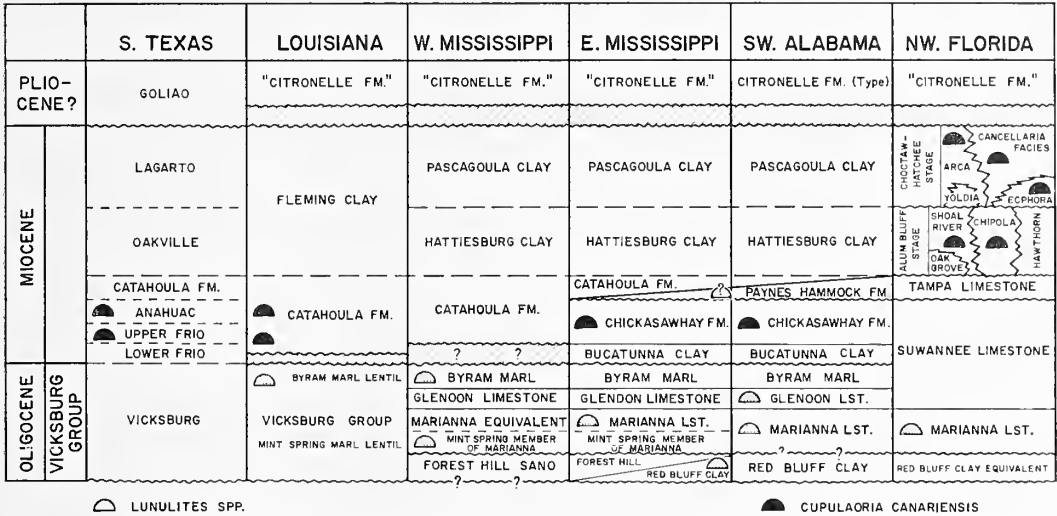 S. TEXAS
LOUISIANA
W. MISSISSIPPI
E. MISSISSIPPI
SW. ALABAMA
NW. FLORIDA
PLIO-
CENE?
GOLIAO
"CITRONELLE FM."
"CITRONELLE FM."
"CITRONELLE FM."
CITRONELLE FM. (Type)
"CITRONELLE FM."
MIOCENE
LAGARTO
OAKVILLE
CATAHOULA FM.
ANAHUAC
UPPER FRIO
LOWER FRIO
FLEMING CLAY
CATAHOULA FM.
PASCAGOULA CLAY
HATTIESBURG CLAY
CATAHOULA FM.
? ?
PASCAGOULA CLAY
HATTIESBURG CLAY
CATAHOULA FM.
?
CHICKASAWHAY FM.
BUCATUNNA CLAY
PASCAGOULA CLAY
HATTIESBURG CLAY
PAYNES HAMMOCK FM
CHICKASAWHAY FM.
BUCATUNNA CLAY
CHOCTAW-
HATCHEE
STAGE
ARCA
CANCELLARIA
FACIES
YOLDIA
ECPHORA
ALUM BLUFF
STAGE
SHOAL
RIVER
CHIPOLA
OAK
GROVE
HAWTHORN
TAMPA LIMESTONE
SUWANNEE LIMESTONE
OLIGOCENE
VICKSBURG
GROUP
VICKSBURG
BYRAM MARL LENTIL
VICKSBURG GROUP
MINT SPRING MARL LENTIL
BYRAM MARL
GLENOON LIMESTONE
MARIANNA EQUIVALENT
MINT SPRING MEMBER
OF MARIANNA
FOREST HILL SANO
? ?
BYRAM MARL
GLENDON LIMESTONE
MARIANNA LST.
MINT SPRING MEMBER
OF MARIANNA
FOREST HILL
RED BLUFF CLAY
BYRAM MARL
GLENOON LST.
MARIANNA LST.
? ?
RED BLUFF CLAY
MARIANNA LST.
RED BLUFF CLAY EQUIVALENT
LUNULITES SPP.
CUPULAORIA CANARIENSIS